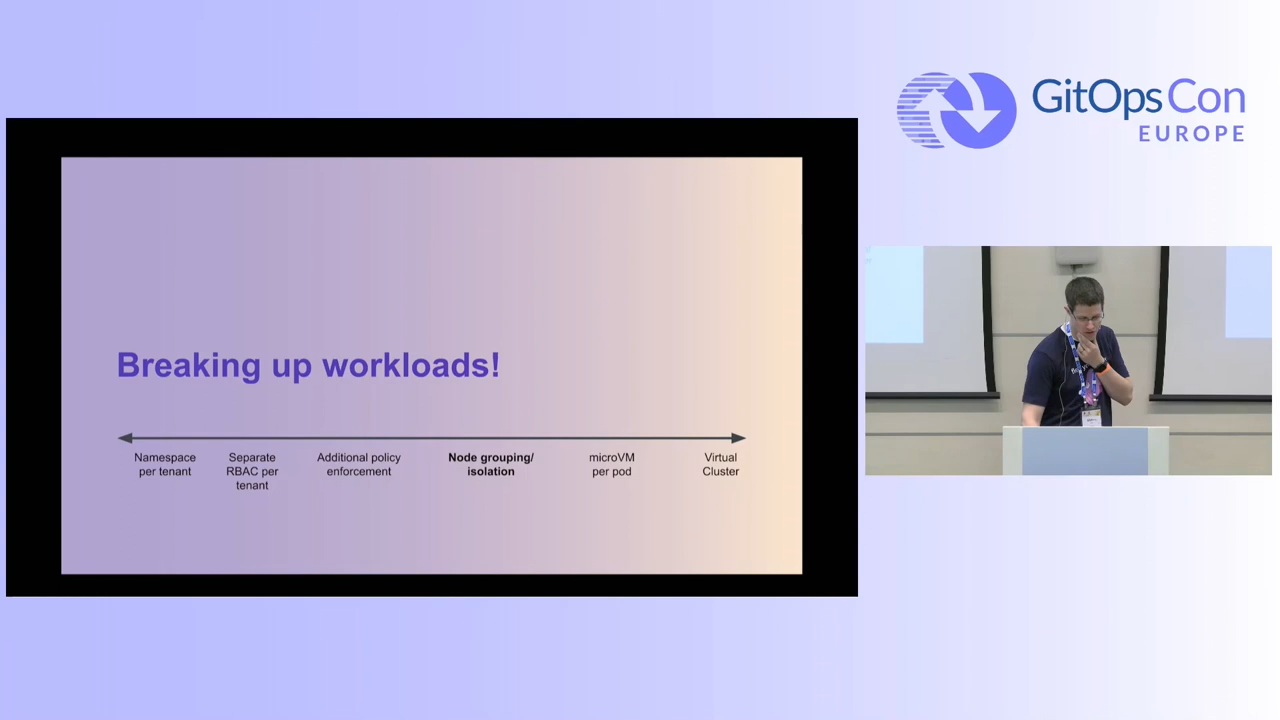 GitOps Con
EUROPE
Breaking up workloads!
Namespace
per tenant
Separate
RBAC per
tenant
Additional policy
enforcement
Node grouping/
isolation
microVM
per pod
Virtual
Cluster